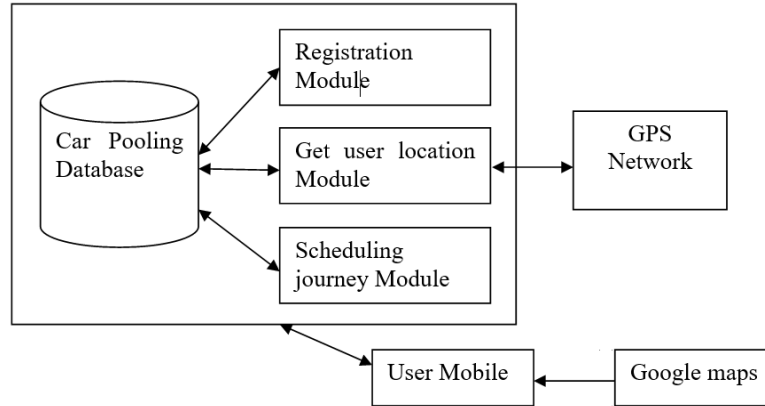 Registration
Module
Car Pooling
Database
Get user location
Module
GPS
Network
Scheduling
journey Module
User Mobile
Google maps